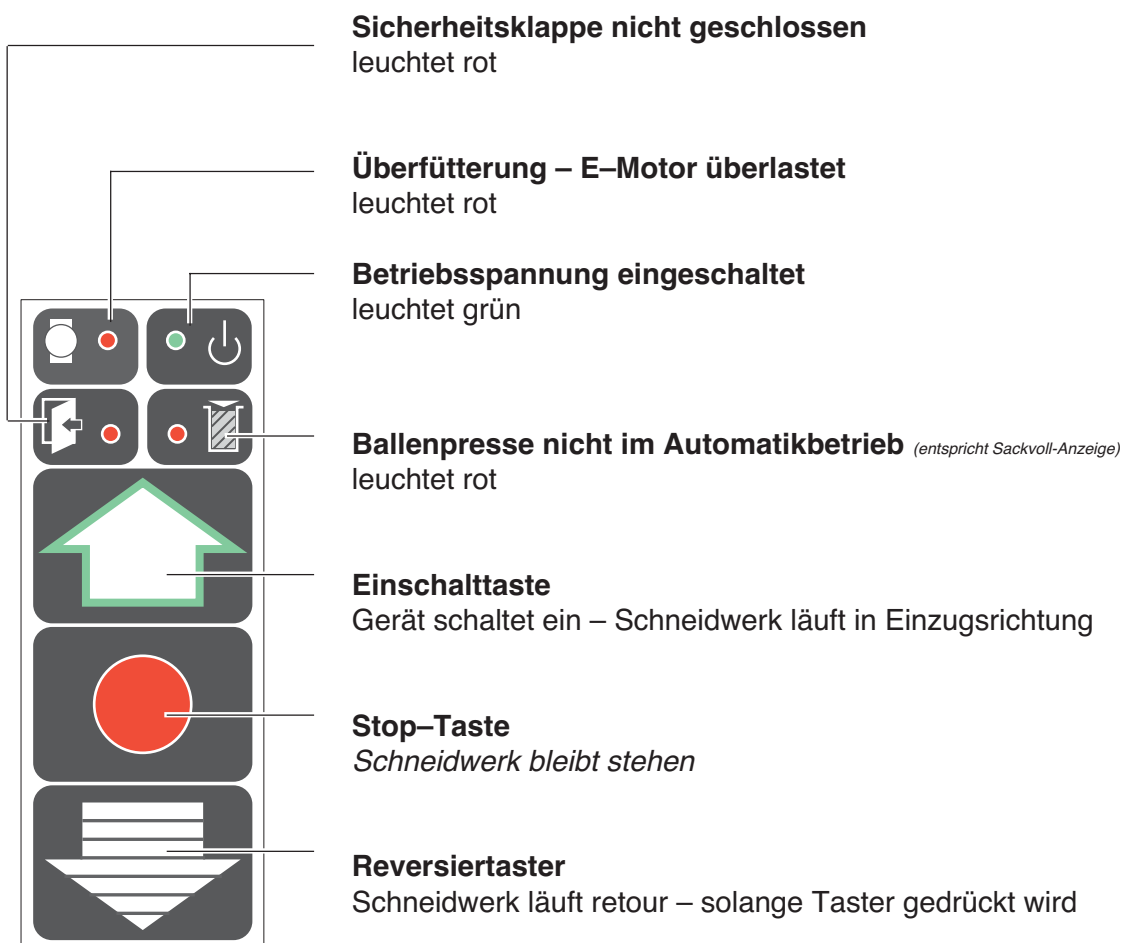 Sicherheitsklappe nicht geschlossen
leuchtet rot
Überfütterung – E–Motor überlastet
leuchtet rot
Betriebsspannung eingeschaltet
leuchtet grün
Ballenpresse nicht im Automatikbetrieb (entspricht Sackvoll-Anzeige)
leuchtet rot
Einschalttaste
Gerät schaltet ein – Schneidwerk läuft in Einzugsrichtung
Stop–Taste
Schneidwerk bleibt stehen
Reversiertaster
Schneidwerk läuft retour – solange Taster gedrückt wird